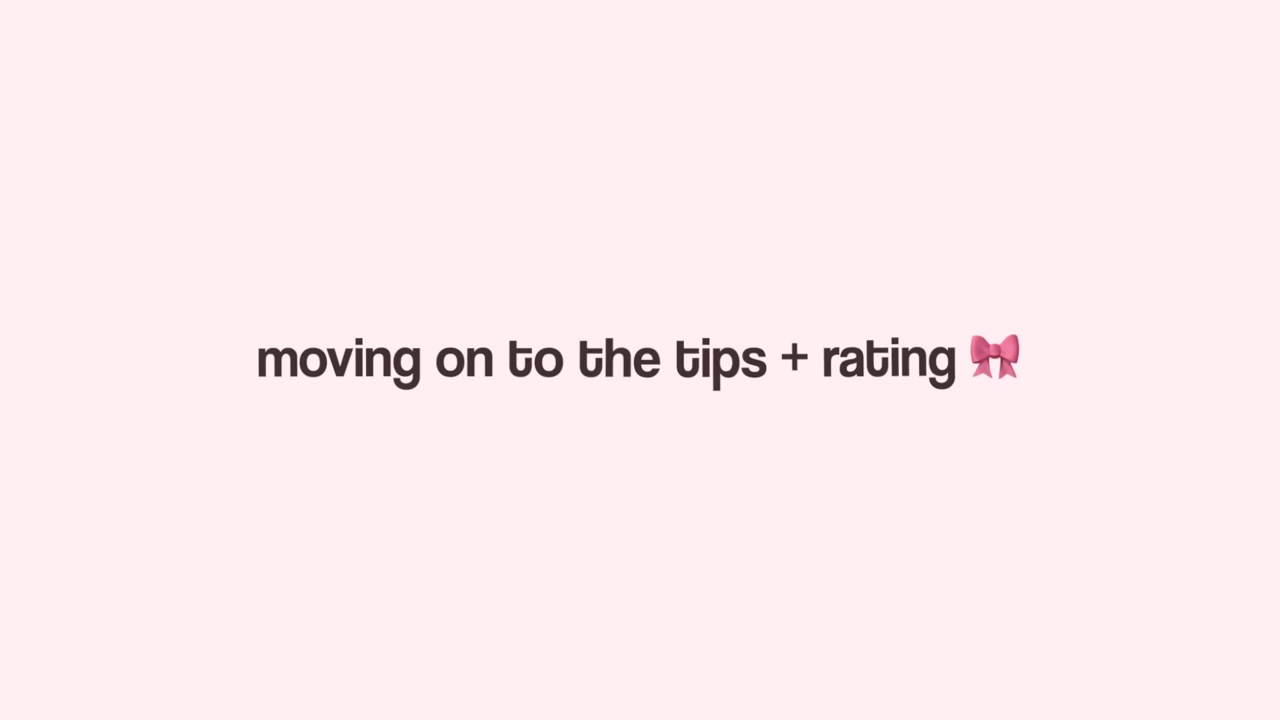 moving on to the tips + rating 🎀